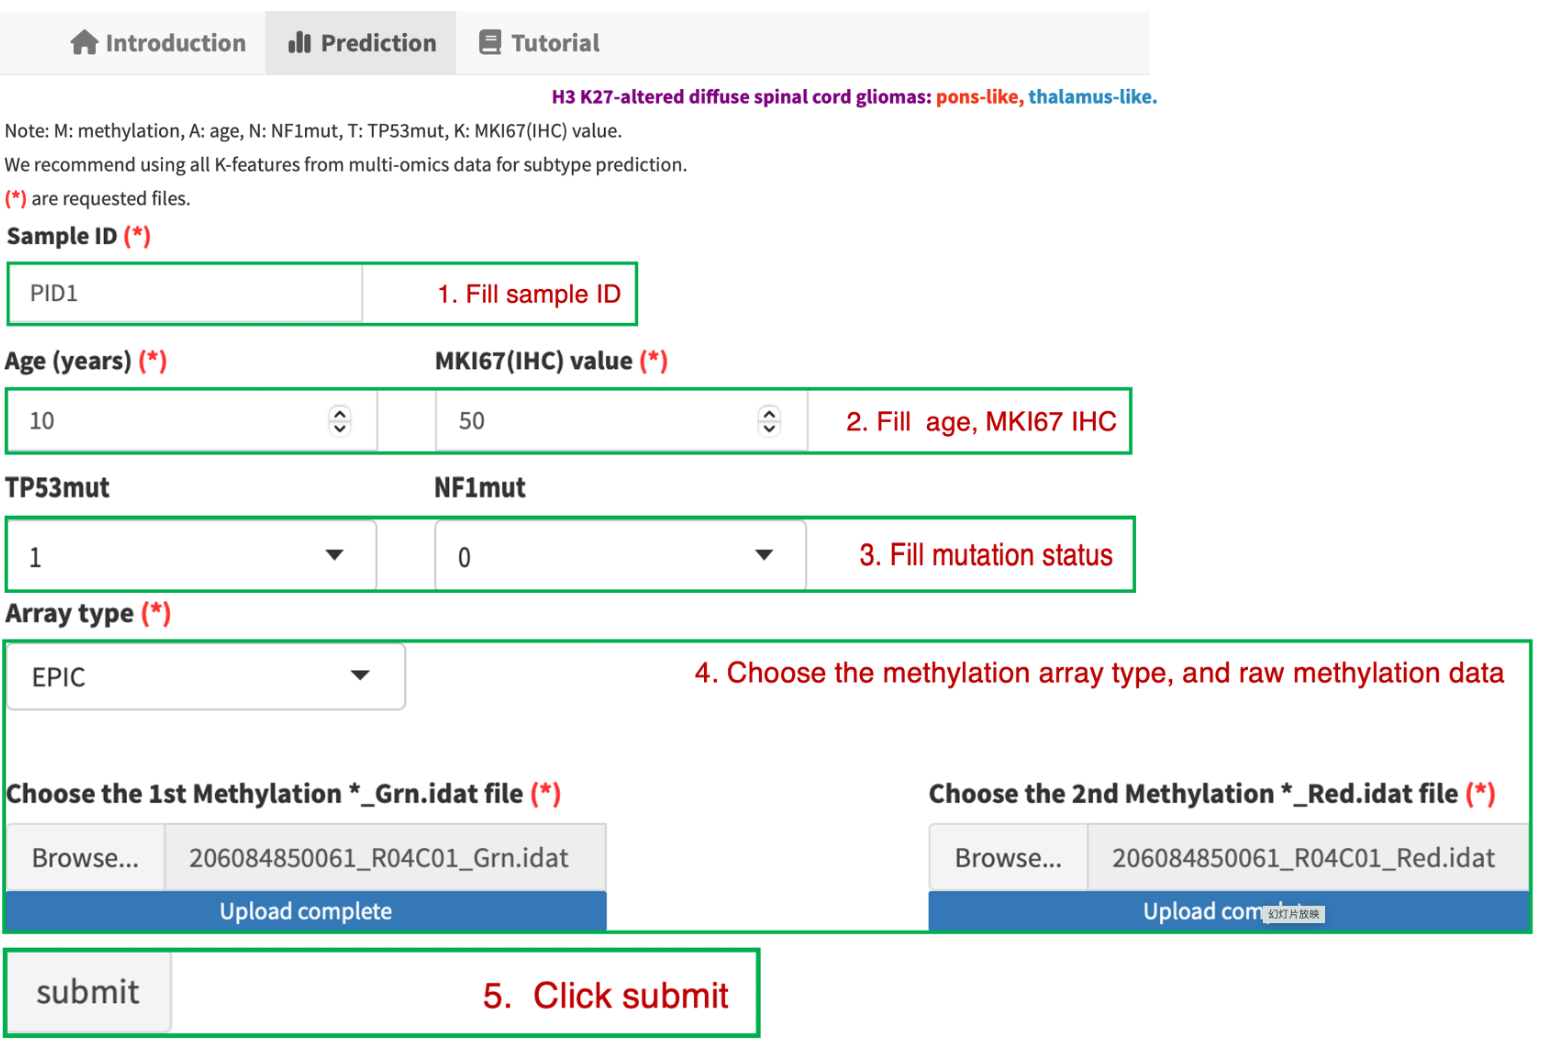 Introduction Prediction Tutorial
H3 K27-altered diffuse spinal cord gliomas: pons-like, thalamus-like.
Note: M: methylation, A: age, N: NF1mut, T: TP53mut, K: MKI67(IHC) value.
We recommend using all K-features from multi-omics data for subtype prediction.
(*) are requested files.
Sample ID (*)
PID1 1. Fill sample ID
Age (years) (*) MKI67(IHC) value (*)
10 50 2. Fill age, MKI67 IHC
TP53mut NF1mut
1 0 3. Fill mutation status
Array type (*)
EPIC 4. Choose the methylation array type, and raw methylation data
Choose the 1st Methylation *_Grn.idat file (*) Choose the 2nd Methylation *_Red.idat file (*)
Browse... 206084850061_R04C01_Grn.idat Browse... 206084850061_R04C01_Red.idat
Upload complete Upload com 幻灯片放映
submit 5. Click submit